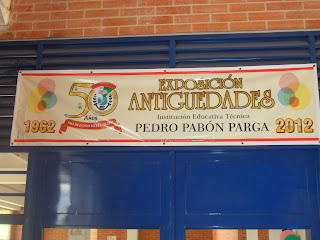 EXPOSICIÓN
50
ANTIGUEDADES
Años
Institución Educativa Técnica
1962
PEDRO PABÓN PARGA
2012